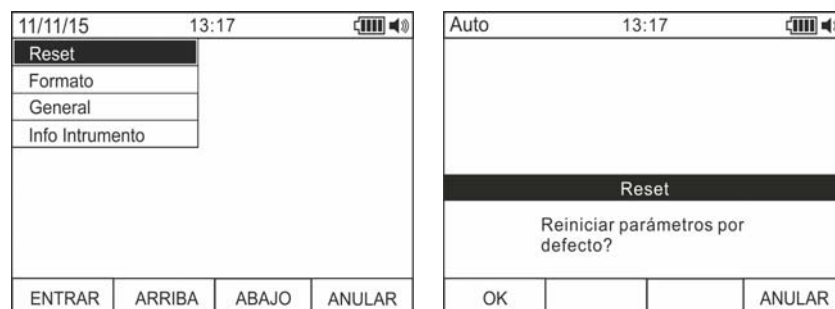 11/11/15 13:17
Reset
Formato
General
Info Intrumento
ENTRAR ARRIBA ABAJO ANULAR
Auto 13:17
Reset
Reiniciar parámetros por
defecto?
OK ANULAR